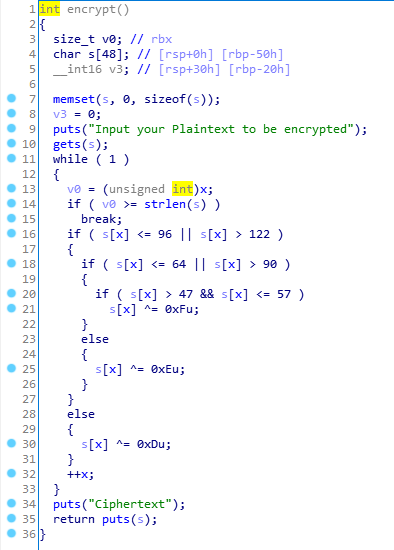 1 int encrypt()
2 {
3 size_t v0; // rbx
4 char s[48]; // [rsp+0h] [rbp-50h]
5 __int16 v3; // [rsp+30h] [rbp-20h]
6
7 memset(s, 0, sizeof(s));
8 v3 = 0;
9 puts("Input your Plaintext to be encrypted");
10 gets(s);
11 while ( 1 )
12 {
13 v0 = (unsigned int)x;
14 if ( v0 >= strlen(s) )
15 break;
16 if ( s[x] <= 96 || s[x] > 122 )
17 {
18 if ( s[x] <= 64 || s[x] > 90 )
19 {
20 if ( s[x] > 47 && s[x] <= 57 )
21 s[x] ^= 0xFu;
22 }
23 else
24 {
25 s[x] ^= 0xEu;
26 }
27 }
28 else
29 {
30 s[x] ^= 0xDu;
31 }
32 ++x;
33 }
34 puts("Ciphertext");
35 return puts(s);
36 }